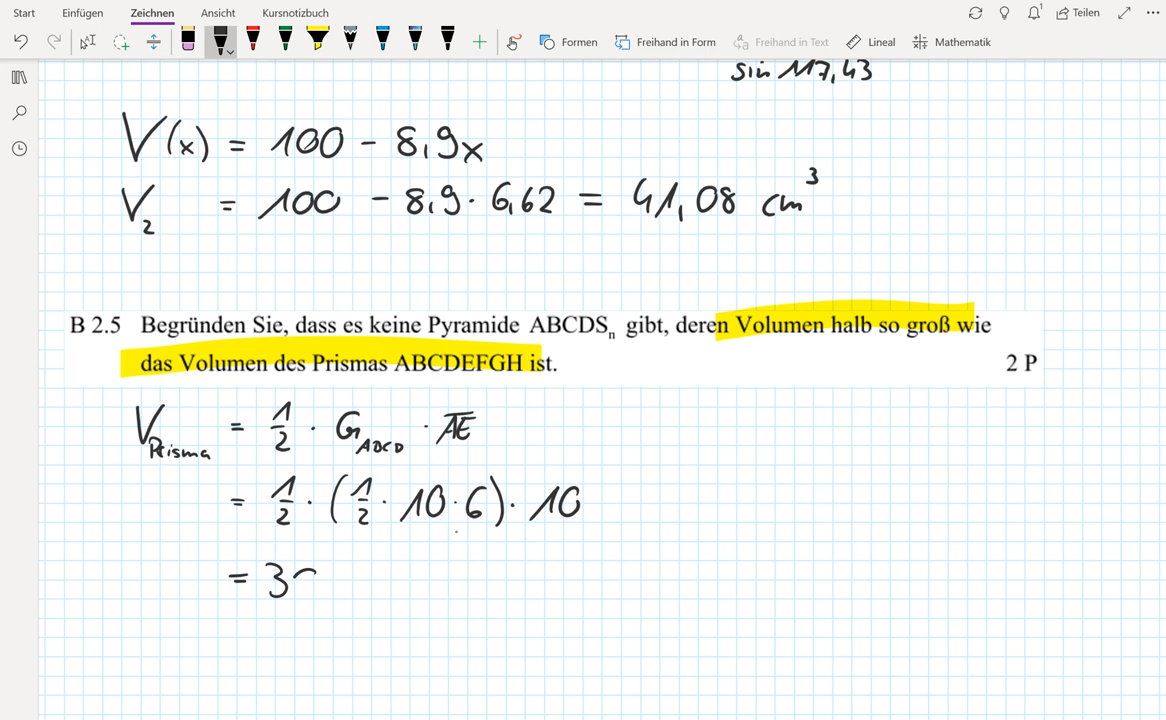 Start Einfügen Zeichnen Ansicht Kursnotizbuch
1 Teilen
Formen Freihand in Form Freihand in Text Lineal Mathematik
sin 117,43
V(x) = 100 - 8,9x
V₂ = 100 - 8,9 · 6,62 = 41,08 cm³
B 2.5 Begründen Sie, dass es keine Pyramide ABCDSₙ gibt, deren Volumen halb so groß wie
das Volumen des Prismas ABCDEFGH ist. 2 P
V Prisma = 1/2 · G ABCD · AE
= 1/2 · (1/2 · 10 · 6) · 10
= 3